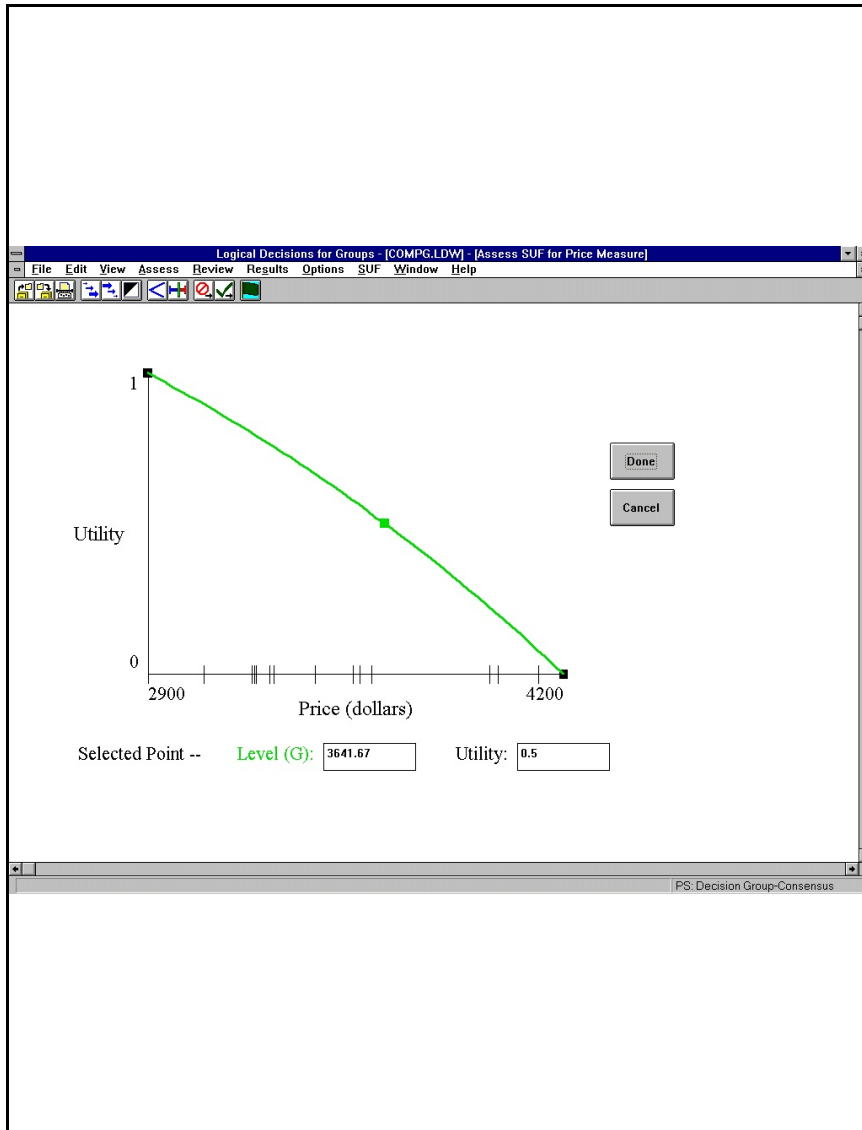 Logical Decisions for Groups - [COMPG.LDW] - [Assess SUF for Price Measure]
File Edit View Assess Review Results Options SUF Window Help
1
Done
Cancel
Utility
0
2900 4200
Price (dollars)
Selected Point -- Level (G): 3641.67 Utility: 0.5
PS: Decision Group-Consensus